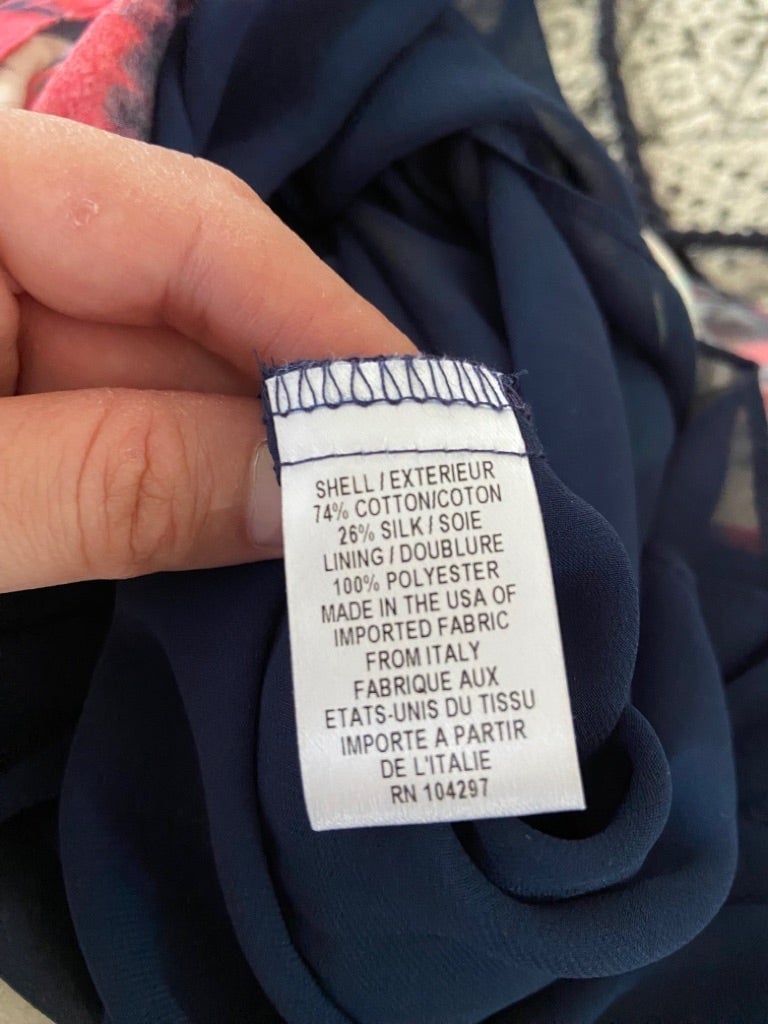 SHELL / EXTERIEUR
74% COTTON/COTON
26% SILK / SOIE
LINING / DOUBLURE
100% POLYESTER
MADE IN THE USA OF
IMPORTED FABRIC
FROM ITALY
FABRIQUE AUX
ETATS-UNIS DU TISSU
IMPORTE A PARTIR
DE L'ITALIE
RN 104297